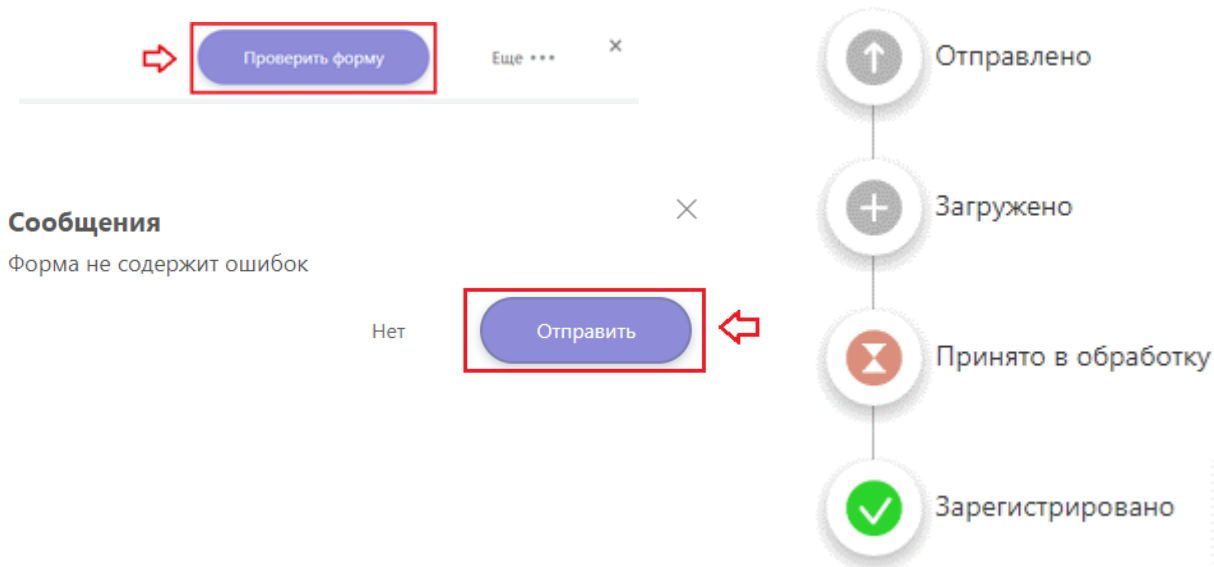 Проверить форму
Еще •••
Сообщения
Форма не содержит ошибок
Нет
Отправить
Отправлено
Загружено
Принято в обработку
Зарегистрировано